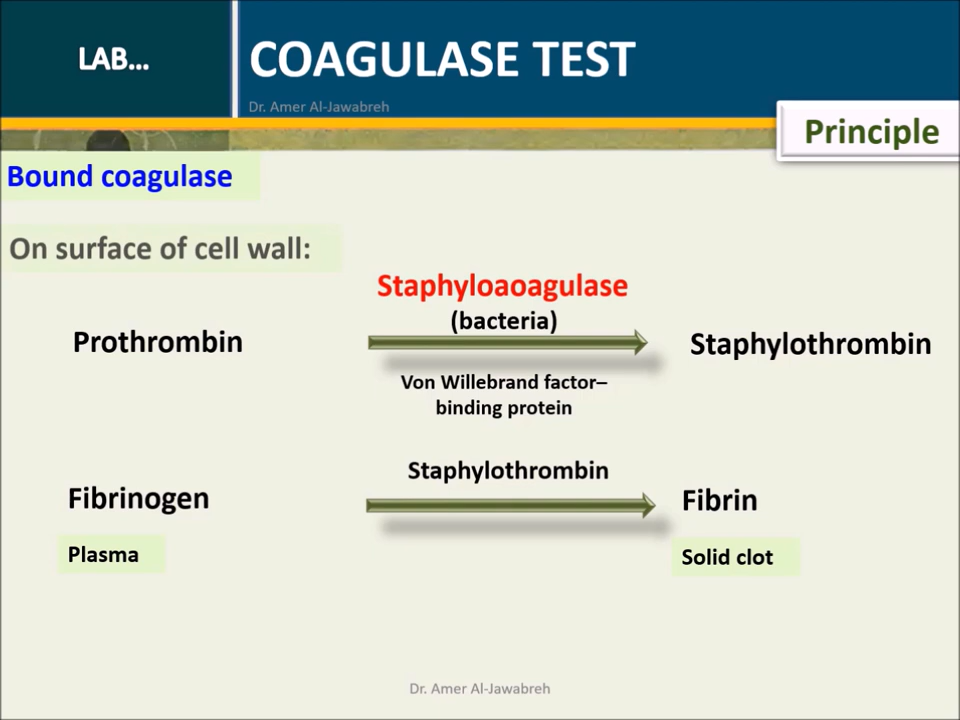 LAB...
COAGULASE TEST
Dr. Amer Al-Jawabreh
Principle
Bound coagulase
On surface of cell wall:
Staphyloaoagulase
(bacteria)
Prothrombin
Staphylothrombin
Von Willebrand factor–
binding protein
Staphylothrombin
Fibrinogen
Fibrin
Plasma
Solid clot
Dr. Amer Al-Jawabreh